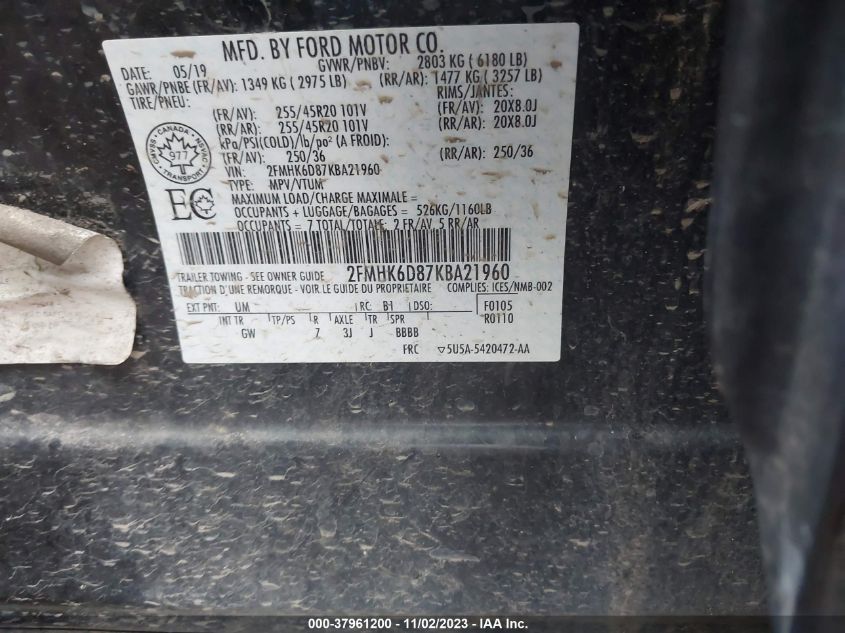 MFD. BY FORD MOTOR CO.
DATE: 05/19 GVWR/PNBV: 2803 KG ( 6180 LB)
GAWR/PNBE (FR/AV): 1349 KG ( 2975 LB) (RR/AR): 1477 KG ( 3257 LB)
TIRE/PNEU: RIMS/JANTES:
(FR/AV): 255/45R20 101V (FR/AV): 20X8.0J
(RR/AR): 255/45R20 101V (RR/AR): 20X8.0J
kPa/PSI(COLD)/lb/po² (A FROID):
(FR/AV): 250/36 (RR/AR): 250/36
VIN: 2FMHK6D87KBA21960
TYPE: MPV/VTUM
MAXIMUM LOAD/CHARGE MAXIMALE =
OCCUPANTS + LUGGAGE/BAGAGES = 526KG/1160LB
OCCUPANTS = 7 TOTAL/TOTALE: 2 FR/AV, 5 RR/AR
CANADA
CMVSS NSVAC
977
TRANSPORT
EC
TRAILER TOWING - SEE OWNER GUIDE 2FMHK6D87KBA21960
TRACTION D'UNE REMORQUE - VOIR LE GUIDE DU PROPRIETAIRE COMPLIES: ICES/NMB-002
EXT PNT: UM RC: B1 DSO: F0105
INT TR TP/PS R AXLE TR SPR R0110
GW 7 3J J BBBB
FRC ▽5U5A-5420472-AA
000-37961200 - 11/02/2023 - IAA Inc.